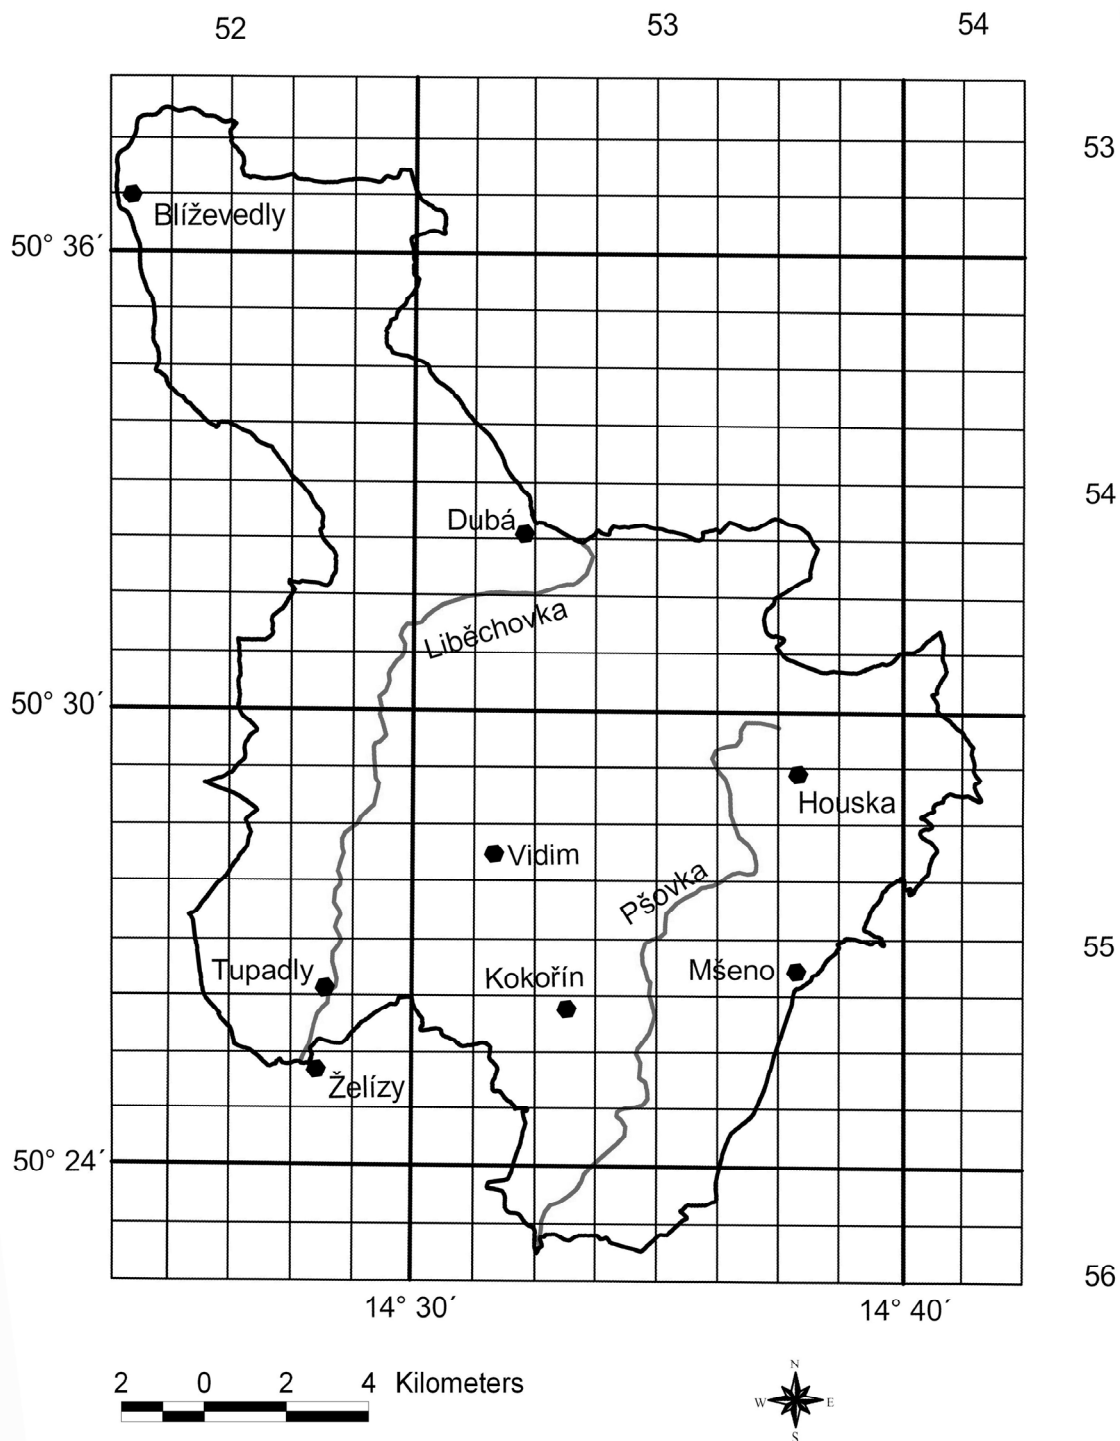 52
53
54
53
Blíževedly
50° 36´
54
Dubá
Liběchovka
50° 30´
Houska
Vidim
Pšovka
55
Tupadly
Kokořín
Mšeno
Želízy
50° 24´
56
14° 30´
14° 40´
2 0 2 4 Kilometers
N
W E
S